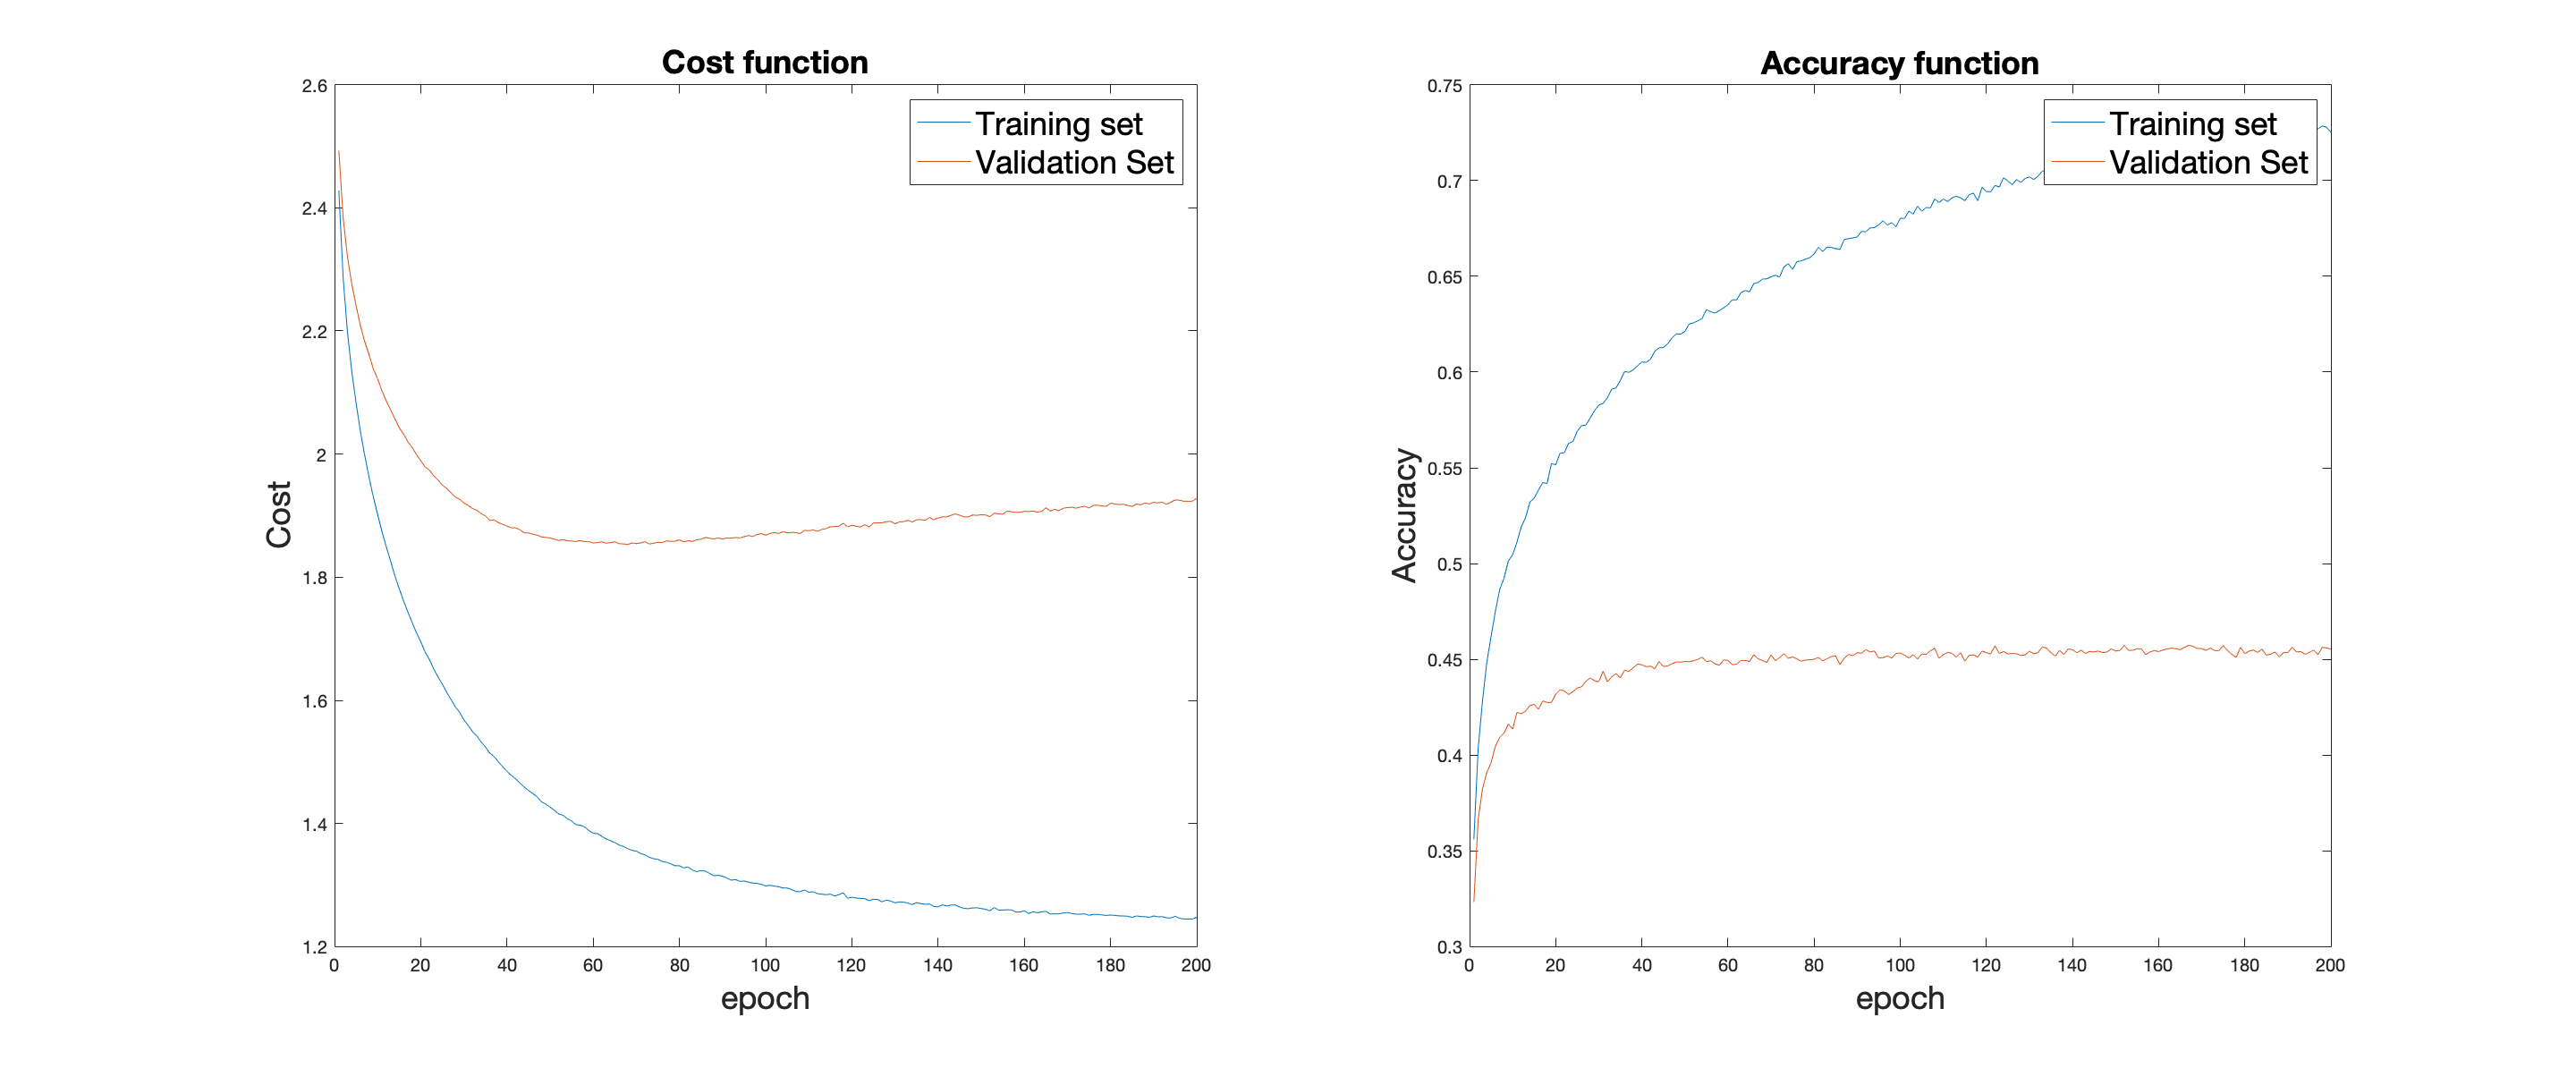 Cost function
2.6
2.4
2.2
2
1.8
1.6
1.4
1.2
Cost
0 20 40 60 80 100 120 140 160 180 200
epoch
Training set
Validation Set
Accuracy function
0.75
0.7
0.65
0.6
0.55
0.5
0.45
0.4
0.35
0.3
Accuracy
0 20 40 60 80 100 120 140 160 180 200
epoch
Training set
Validation Set